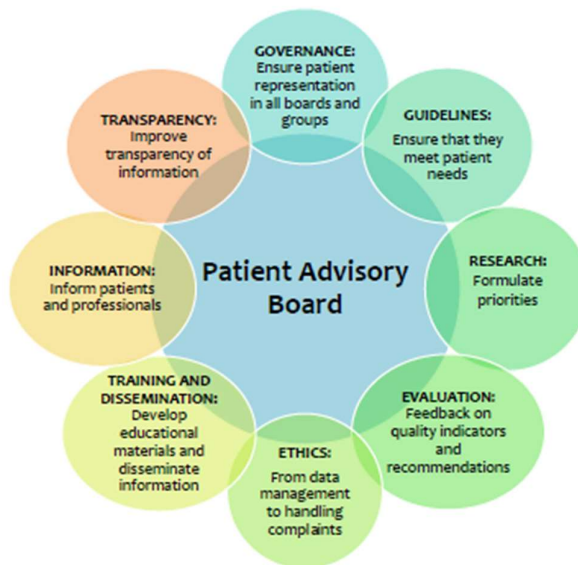 GOVERNANCE:
Ensure patient
representation
in all boards and
groups
GUIDELINES:
Ensure that they
meet patient
needs
RESEARCH:
Formulate
priorities
EVALUATION:
Feedback on
quality indicators
and
recommendations
ETHICS:
From data
management
to handling
complaints
TRAINING AND
DISSEMINATION:
Develop
educational
materials and
disseminate
information
INFORMATION:
Inform patients
and professionals
TRANSPARENCY:
Improve
transparency of
information
Patient Advisory
Board